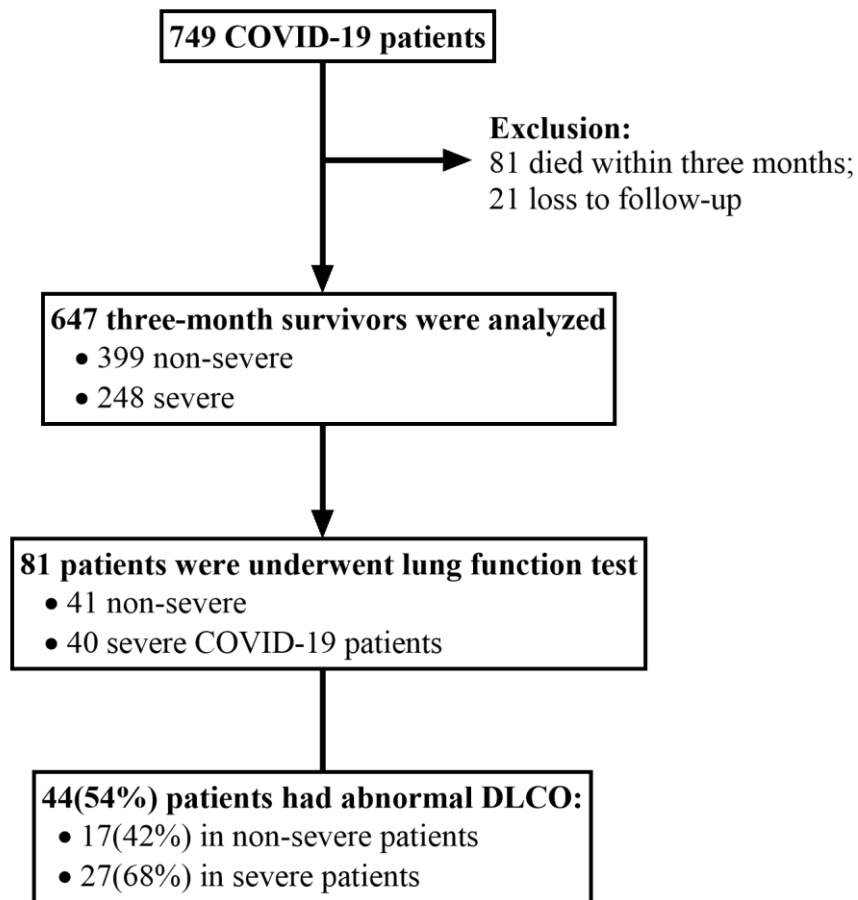 749 COVID-19 patients
Exclusion:
81 died within three months;
21 loss to follow-up
647 three-month survivors were analyzed
• 399 non-severe
• 248 severe
81 patients were underwent lung function test
• 41 non-severe
• 40 severe COVID-19 patients
44(54%) patients had abnormal DLCO:
• 17(42%) in non-severe patients
• 27(68%) in severe patients